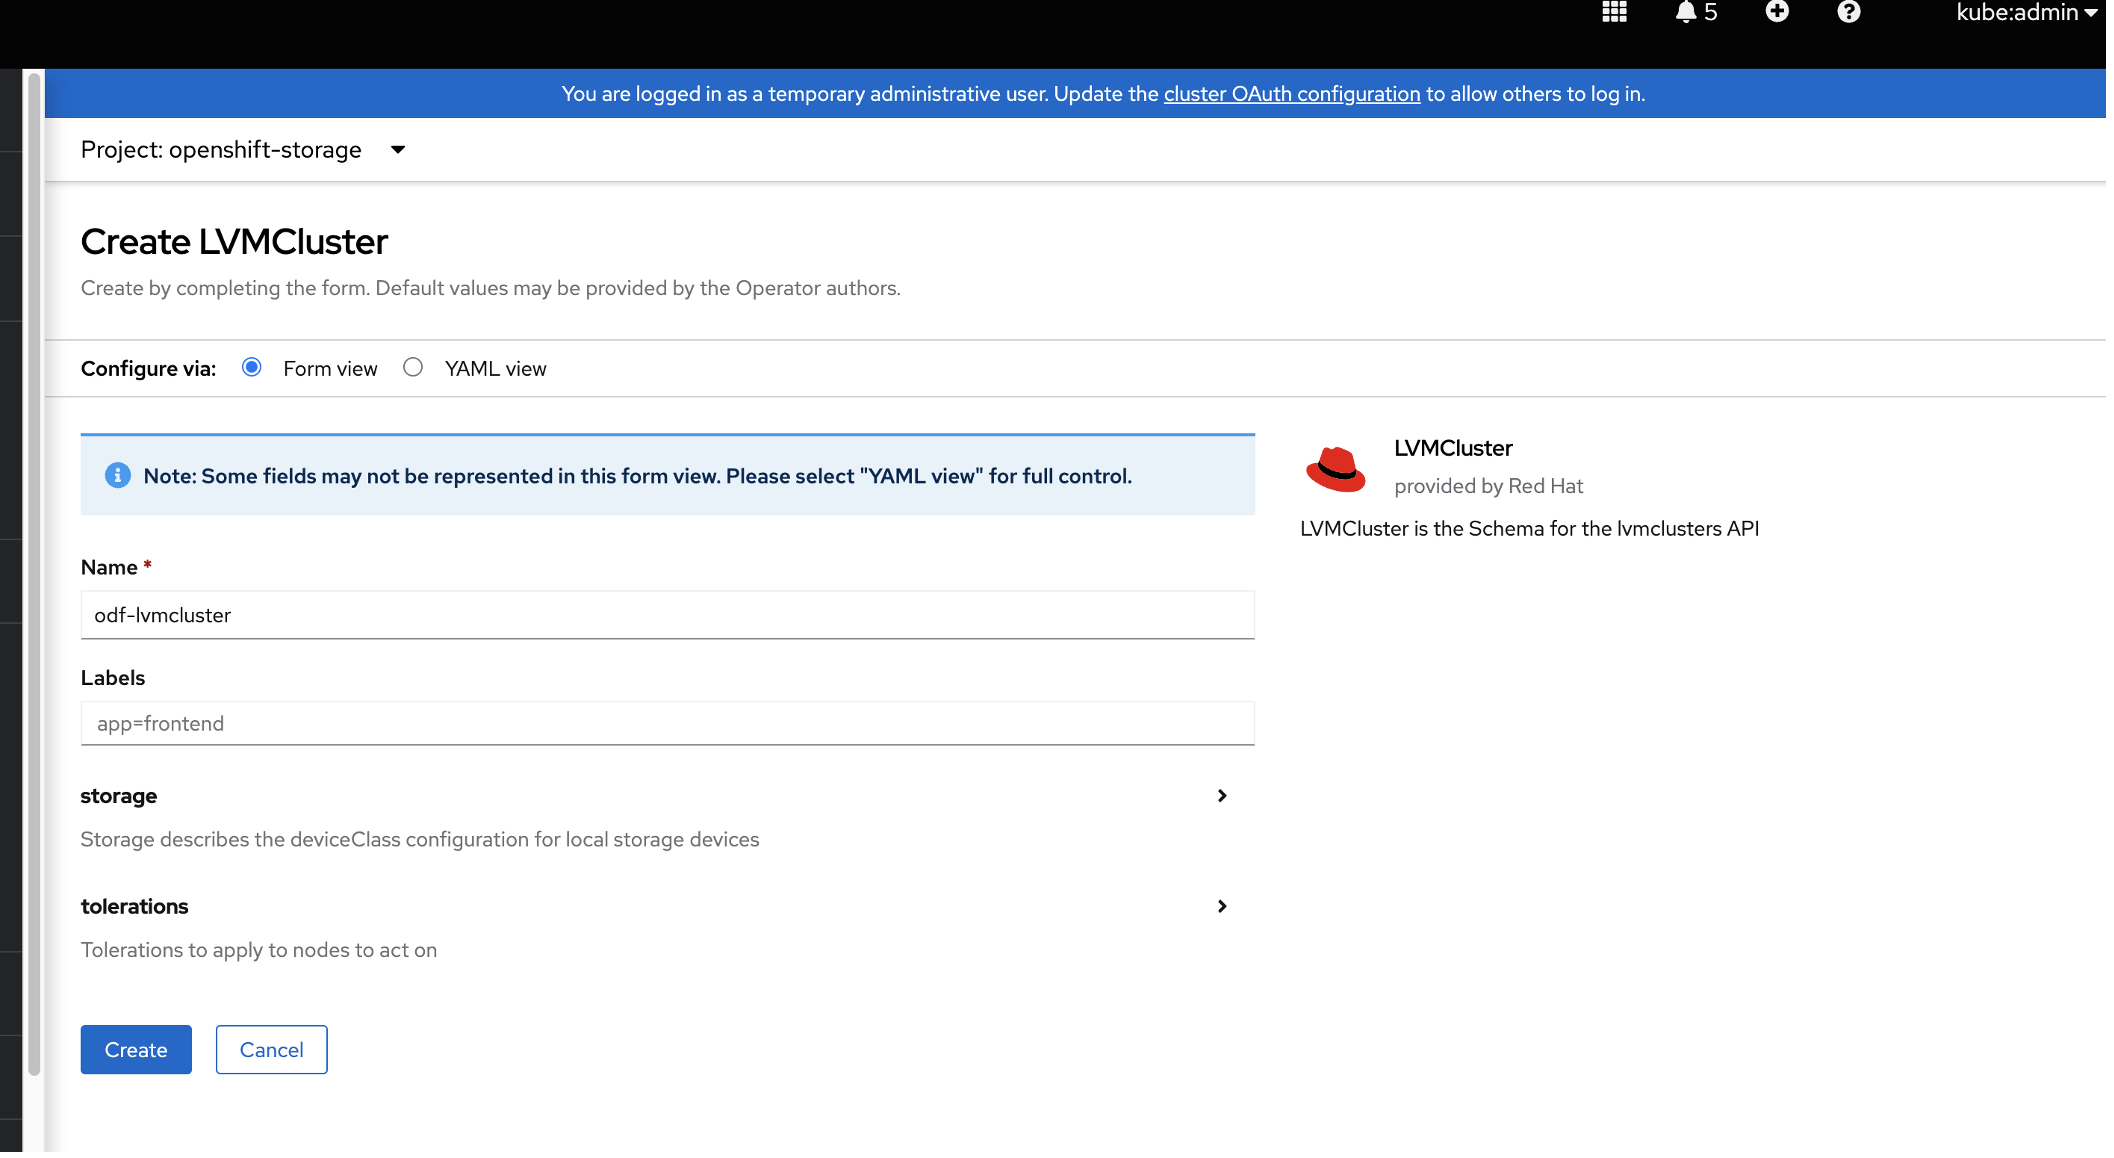 5
kube:admin
You are logged in as a temporary administrative user. Update the cluster OAuth configuration to allow others to log in.
Project: openshift-storage
Create LVMCluster
Create by completing the form. Default values may be provided by the Operator authors.
Configure via: Form view YAML view
Note: Some fields may not be represented in this form view. Please select "YAML view" for full control.
Name *
odf-lvmcluster
Labels
app=frontend
storage
Storage describes the deviceClass configuration for local storage devices
tolerations
Tolerations to apply to nodes to act on
Create Cancel
LVMCluster
provided by Red Hat
LVMCluster is the Schema for the lvmclusters API